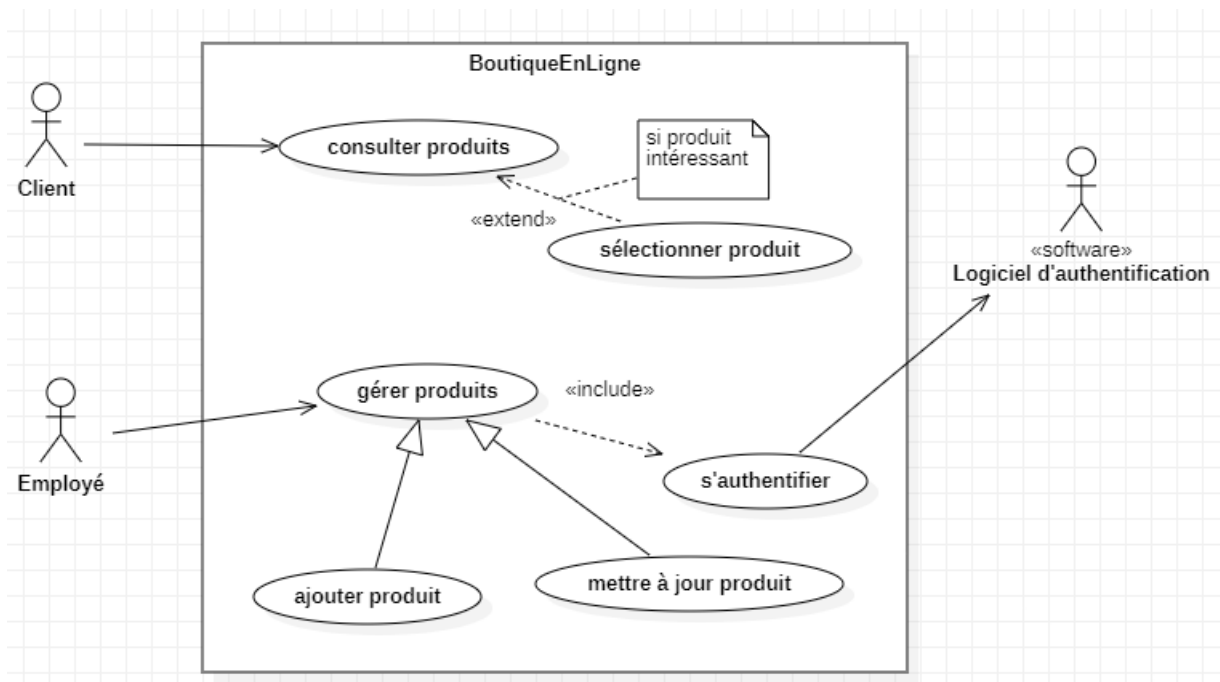 BoutiqueEnLigne
consulter produits
si produit
intéressant
Client
«extend»
sélectionner produit
«software»
Logiciel d'authentification
gérer produits
«include»
Employé
s'authentifier
ajouter produit
mettre à jour produit